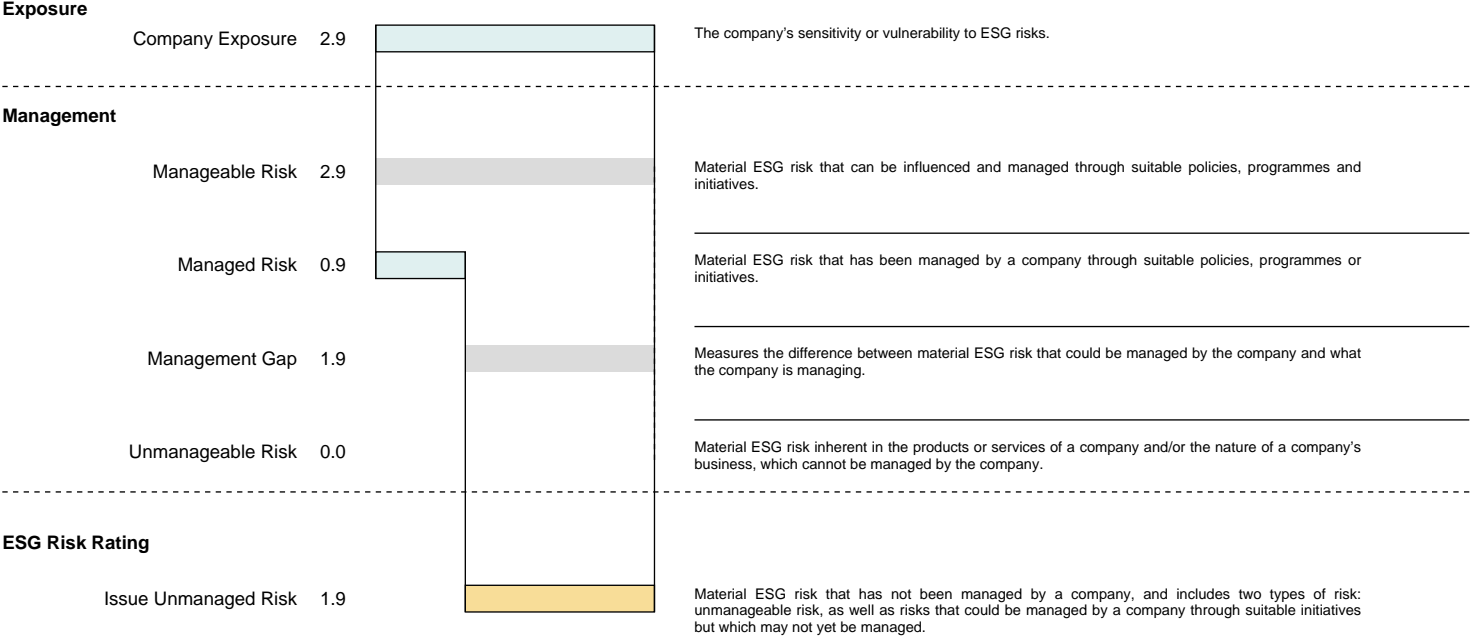 Exposure
Company Exposure 2.9
The company's sensitivity or vulnerability to ESG risks.
Management
Manageable Risk 2.9
Material ESG risk that can be influenced and managed through suitable policies, programmes and
initiatives.
Managed Risk 0.9
Material ESG risk that has been managed by a company through suitable policies, programmes or
initiatives.
Management Gap 1.9
Measures the difference between material ESG risk that could be managed by the company and what
the company is managing.
Unmanageable Risk 0.0
Material ESG risk inherent in the products or services of a company and/or the nature of a company's
business, which cannot be managed by the company.
ESG Risk Rating
Issue Unmanaged Risk 1.9
Material ESG risk that has not been managed by a company, and includes two types of risk:
unmanageable risk, as well as risks that could be managed by a company through suitable initiatives
but which may not yet be managed.